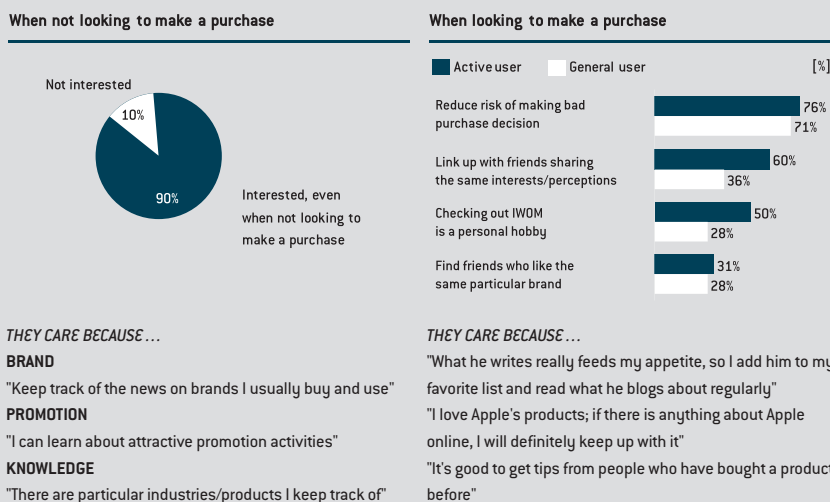 When not looking to make a purchase
Not interested
10%
90%
Interested, even
when not looking to
make a purchase
THEY CARE BECAUSE ...
BRAND
"Keep track of the news on brands I usually buy and use"
PROMOTION
"I can learn about attractive promotion activities"
KNOWLEDGE
"There are particular industries/products I keep track of"
When looking to make a purchase
Active user General user [%]
Reduce risk of making bad
purchase decision
76%
71%
Link up with friends sharing
the same interests/perceptions
60%
36%
Checking out IWOM
is a personal hobby
50%
28%
Find friends who like the
same particular brand
31%
28%
THEY CARE BECAUSE ...
"What he writes really feeds my appetite, so I add him to my
favorite list and read what he blogs about regularly"
"I love Apple's products; if there is anything about Apple
online, I will definitely keep up with it"
"It's good to get tips from people who have bought a product
before"